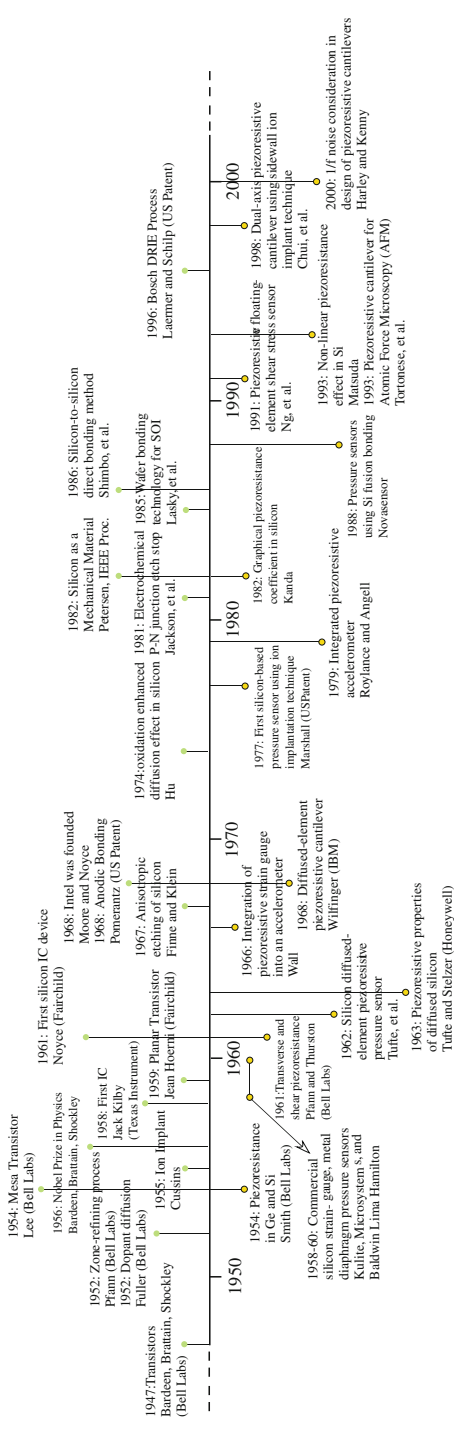 1947:Transistors
Bardeen, Brattain, Shockley
(Bell Labs)
1952: Zone-refining process
Pfann (Bell Labs)
1952: Dopant diffusion
Fuller (Bell Labs)
1954: Mesa Transistor
Lee (Bell Labs)
1956: Nobel Prize in Physics
Bardeen, Brattain, Shockley
1955: Ion Implant
Cussins
1958: First IC
Jack Kilby
(Texas Instrument)
1959: Planar Transistor
Jean Hoerni (Fairchild)
1961: First silicon IC device
Noyce (Fairchild)
1968: Intel was founded
Moore and Noyce
1968: Anodic Bonding
Pomerantz (US Patent)
1967: Anisotropic
etching of silicon
Finne and Klein
1974:oxidation enhanced
diffusion effect in silicon
Hu
1982: Silicon as a
Mechanical Material
Petersen, IEEE Proc.
1981: Electrochemical
P-N junction etch stop
Jackson, et al.
1986: Silicon-to-silicon
direct bonding method
Shimbo, et al.
1985:Wafer bonding
technology for SOI
Lasky, et al.
1996: Bosch DRIE Process
Laermer and Schilp (US Patent)
1950
1960
1970
1980
1990
2000
1954: Piezoresistance
in Ge and Si
Smith (Bell Labs)
1958-60: Commercial
silicon strain- gauge, metal
diaphragm pressure sensors
Kulite, Microsystem s, and
Baldwin Lima Hamilton
1961:Transverse and
shear piezoresistance
Pfann and Thurston
(Bell Labs)
1962: Silicon diffused-
element piezoresisive
pressure sensor
Tufte, et al.
1963: Piezoresistive properties
of diffused silicon
Tufte and Stelzer (Honeywell)
1966: Integration of
piezoresistive strain gauge
into an accelerometer
Wall
1968: Diffused-element
piezoresistive cantilever
Wilfinger (IBM)
1977: First silicon-based
pressure sensor using ion
implantation technique
Marshall (USPatent)
1979: Integrated piezoresistive
accelerometer
Roylance and Angell
1982: Graphical piezoresistance
coefficient in silicon
Kanda
1988: Pressure sensors
using Si fusion bonding
Novasensor
1991: Piezoresistive floating-
element shear stress sensor
Ng, et al.
1993: Non-linear piezoresistance
effect in Si
Matsuda
1993: Piezoresistive cantilever for
Atomic Force Microscopy (AFM)
Tortonese, et al.
1998: Dual-axis piezoresistive
cantilever using sidewall ion
implant technique
Chui, et al.
2000: 1/f noise consideration in
design of piezoresistive cantilevers
Harley and Kenny